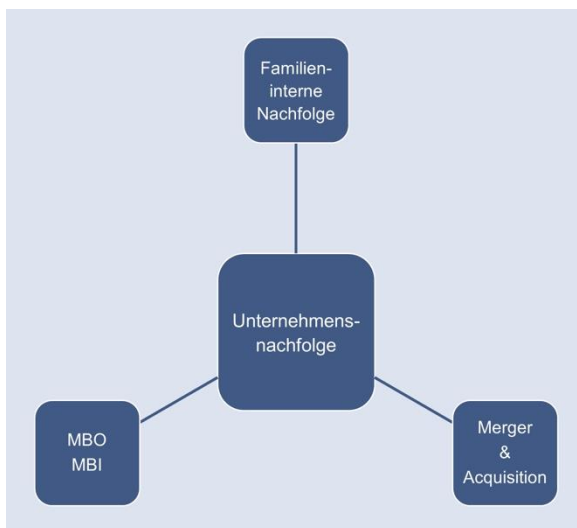 Familien-
interne
Nachfolge
Unternehmens-
nachfolge
MBO
MBI
Merger
&
Acquisition